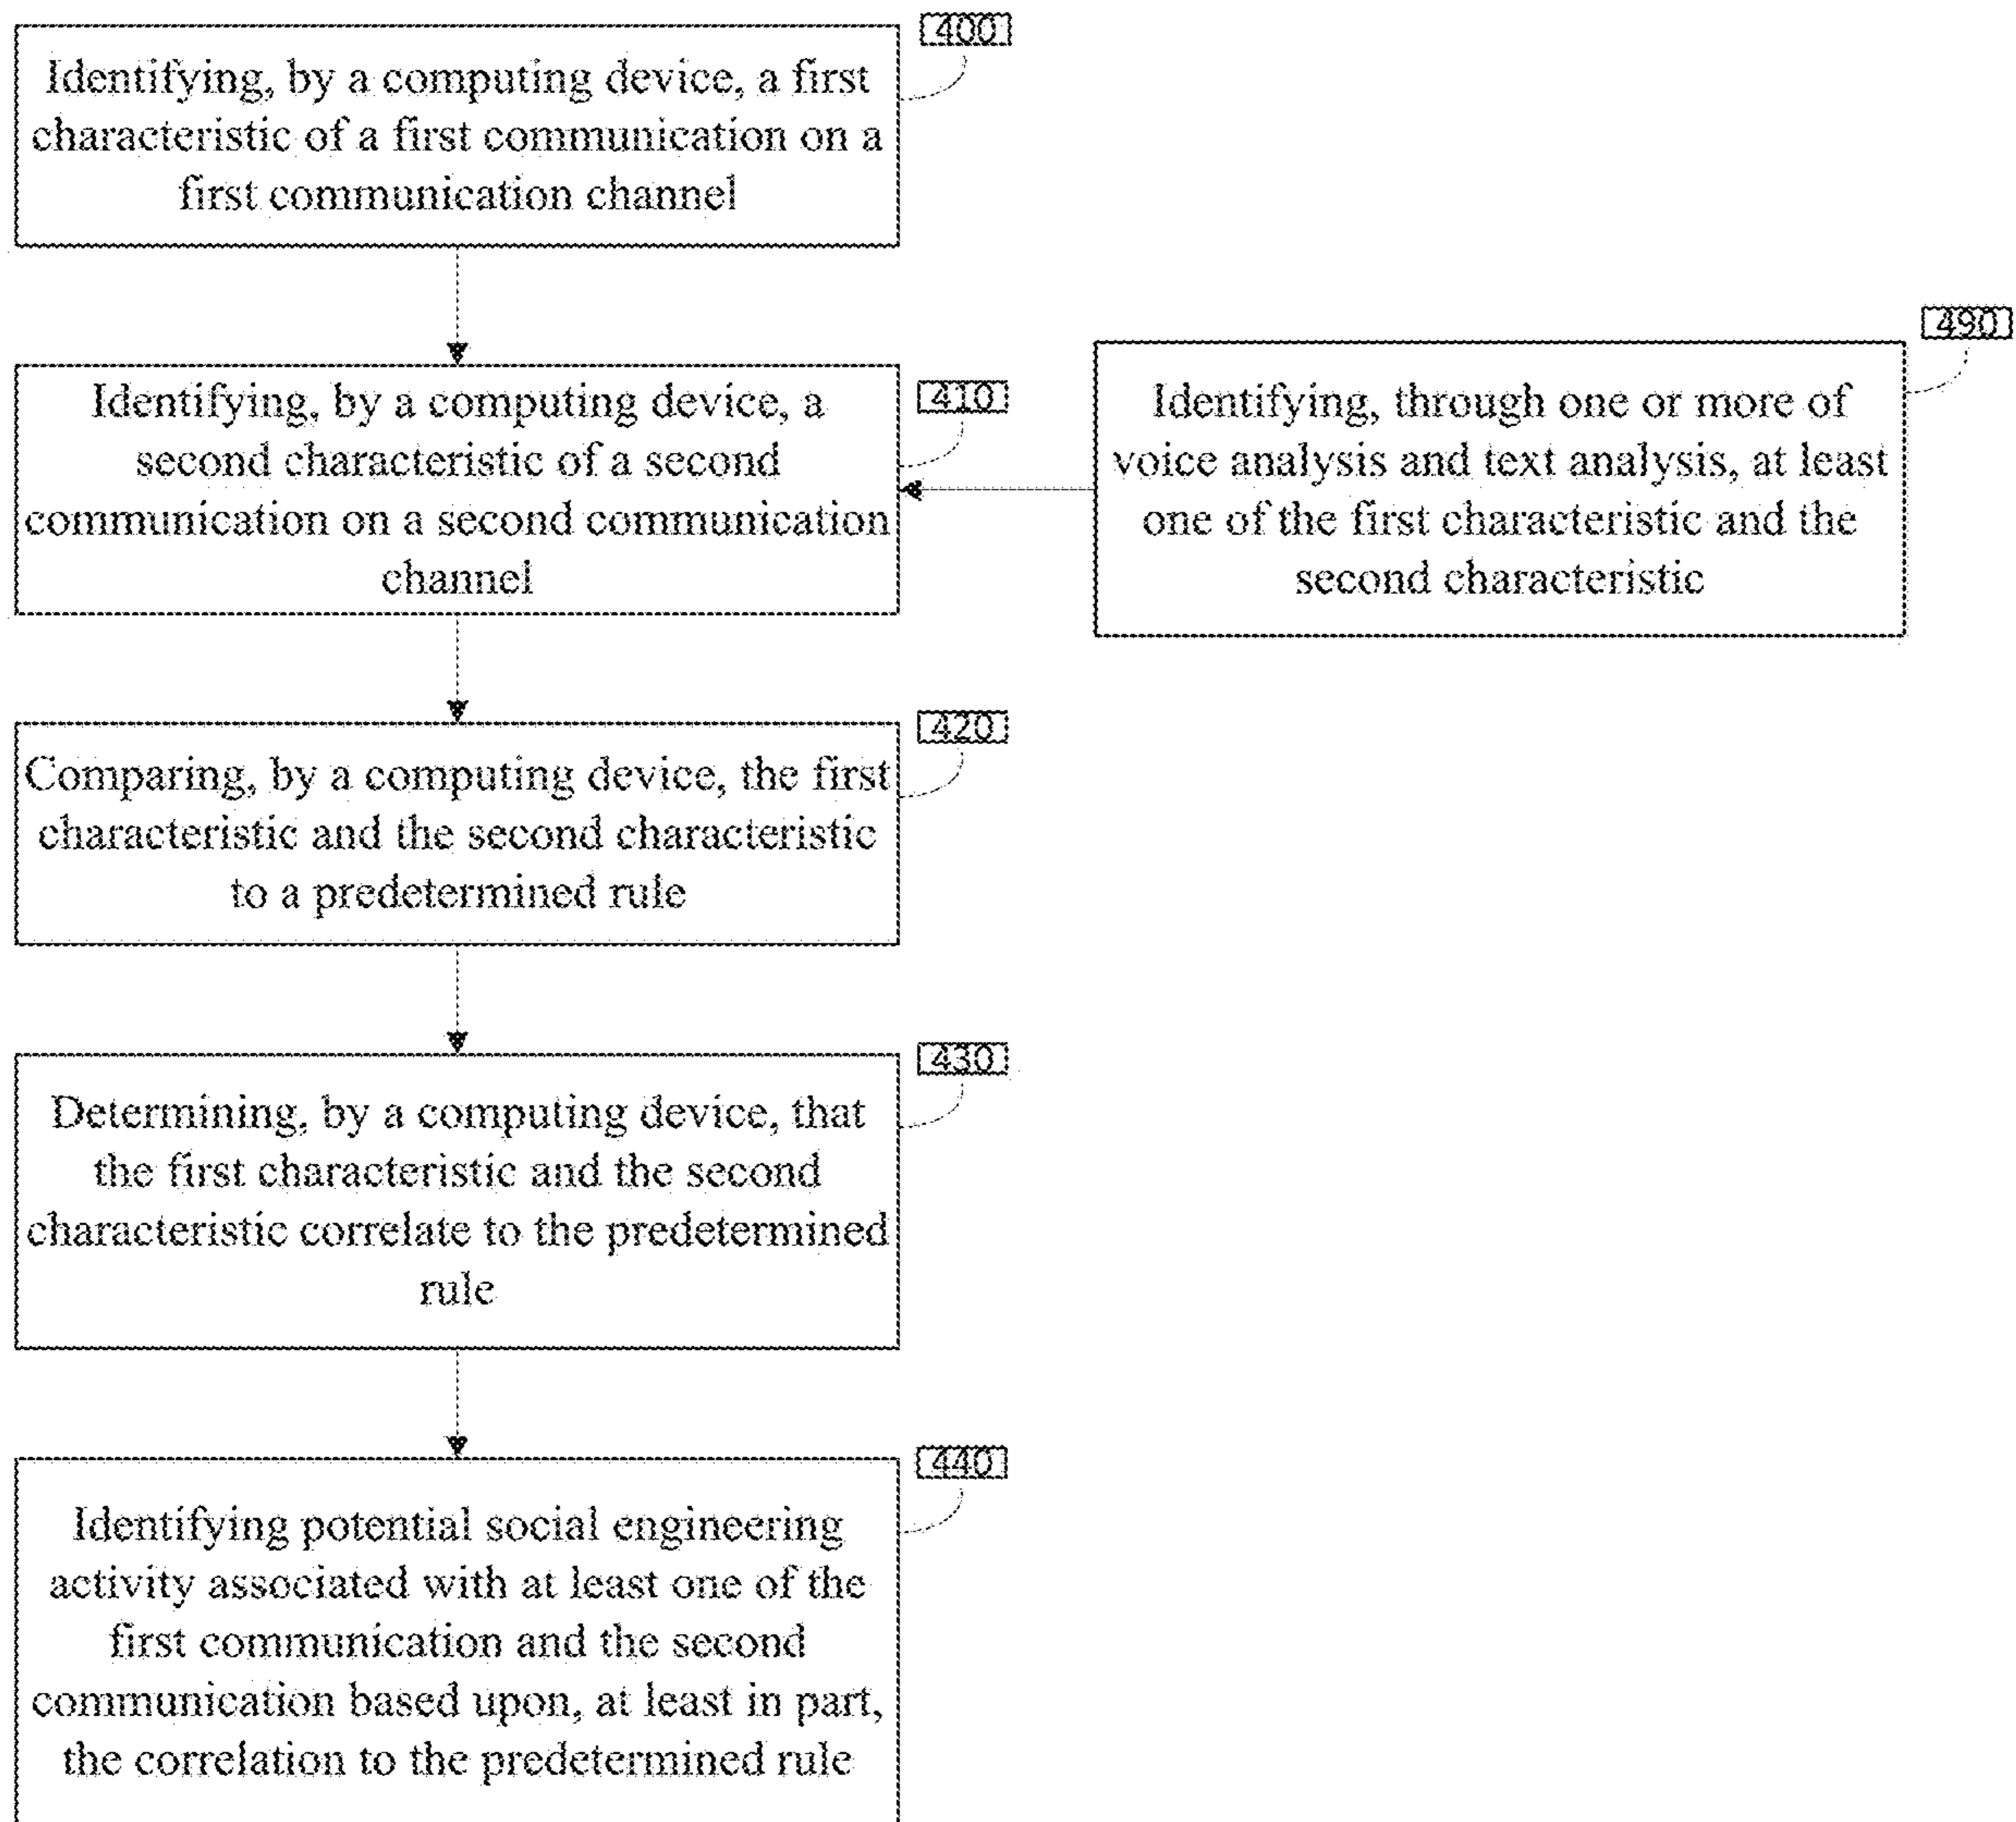 400
Identifying, by a computing device, a first
characteristic of a first communication on a
first communication channel
410
Identifying, by a computing device, a
second characteristic of a second
communication on a second communication
channel
490
Identifying, through one or more of
voice analysis and text analysis, at least
one of the first characteristic and the
second characteristic
420
Comparing, by a computing device, the first
characteristic and the second characteristic
to a predetermined rule
430
Determining, by a computing device, that
the first characteristic and the second
characteristic correlate to the predetermined
rule
440
Identifying potential social engineering
activity associated with at least one of the
first communication and the second
communication based upon, at least in part,
the correlation to the predetermined rule